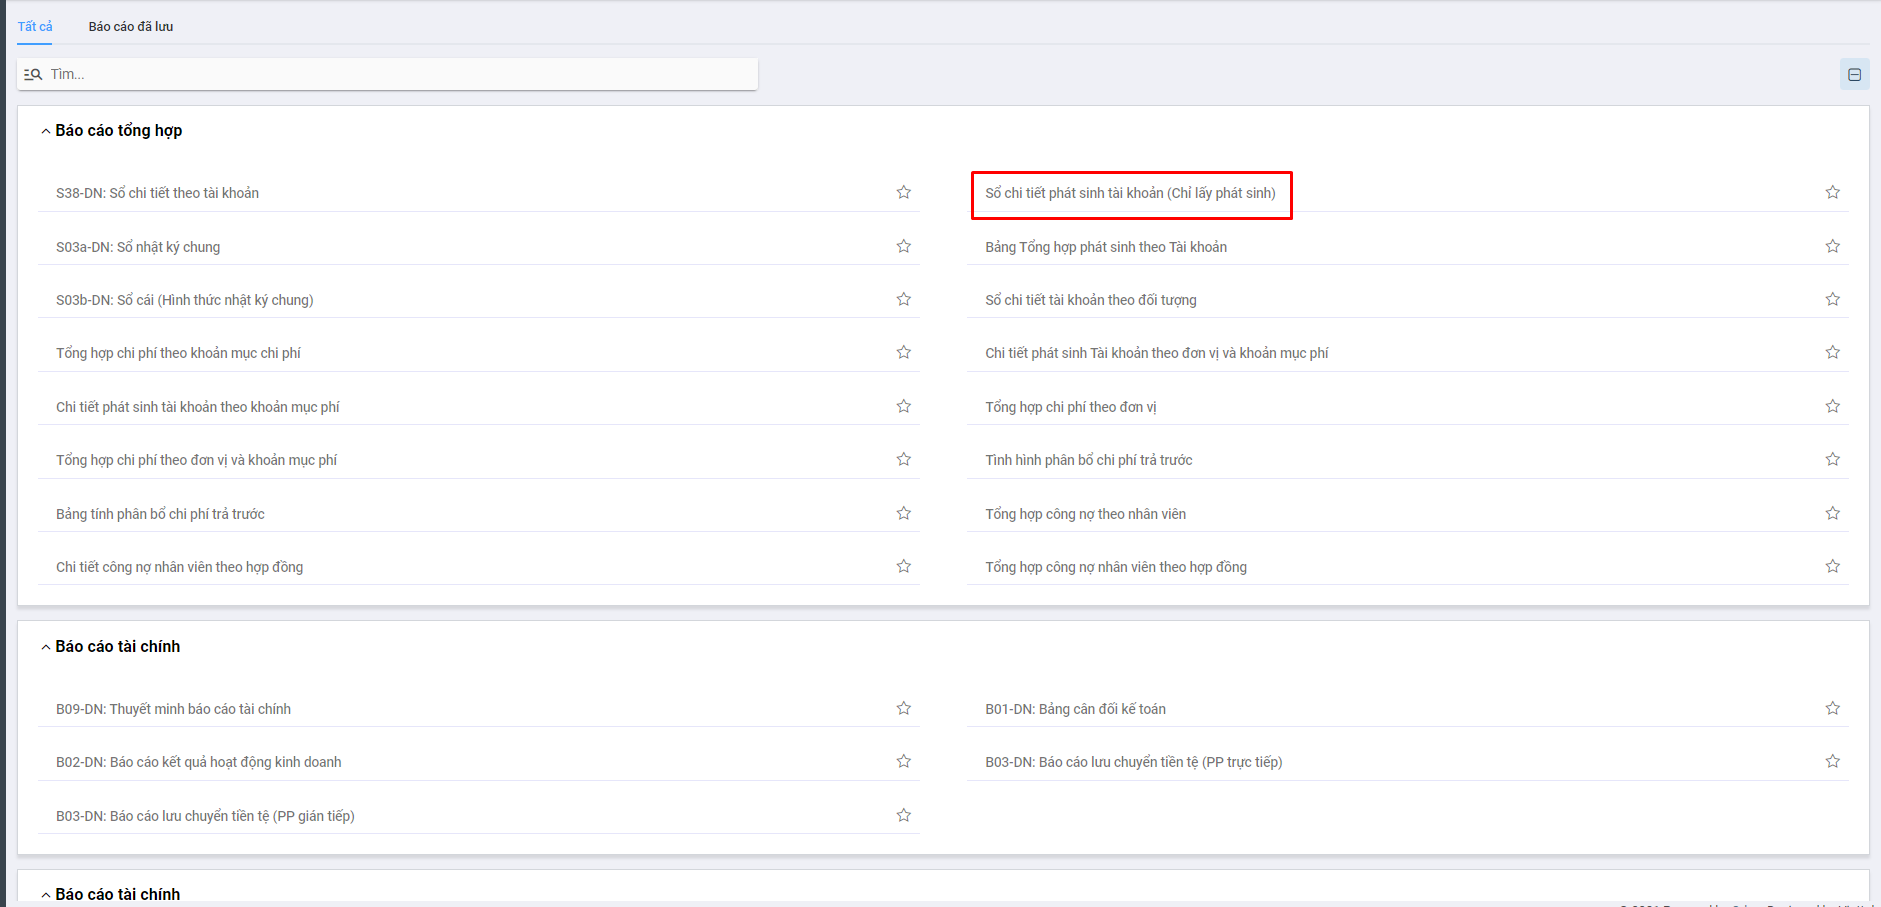 Tất cả
Báo cáo đã lưu
Tìm...
Báo cáo tổng hợp
S38-DN: Sổ chi tiết theo tài khoản
Sổ chi tiết phát sinh tài khoản (Chỉ lấy phát sinh)
S03a-DN: Sổ nhật ký chung
Bảng Tổng hợp phát sinh theo Tài khoản
S03b-DN: Sổ cái (Hình thức nhật ký chung)
Sổ chi tiết tài khoản theo đối tượng
Tổng hợp chi phí theo khoản mục chi phí
Chi tiết phát sinh Tài khoản theo đơn vị và khoản mục phí
Chi tiết phát sinh tài khoản theo khoản mục phí
Tổng hợp chi phí theo đơn vị
Tổng hợp chi phí theo đơn vị và khoản mục phí
Tình hình phân bổ chi phí trả trước
Bảng tính phân bổ chi phí trả trước
Tổng hợp công nợ theo nhân viên
Chi tiết công nợ nhân viên theo hợp đồng
Tổng hợp công nợ nhân viên theo hợp đồng
Báo cáo tài chính
B09-DN: Thuyết minh báo cáo tài chính
B01-DN: Bảng cân đối kế toán
B02-DN: Báo cáo kết quả hoạt động kinh doanh
B03-DN: Báo cáo lưu chuyển tiền tệ (PP trực tiếp)
B03-DN: Báo cáo lưu chuyển tiền tệ (PP gián tiếp)
Báo cáo tài chính